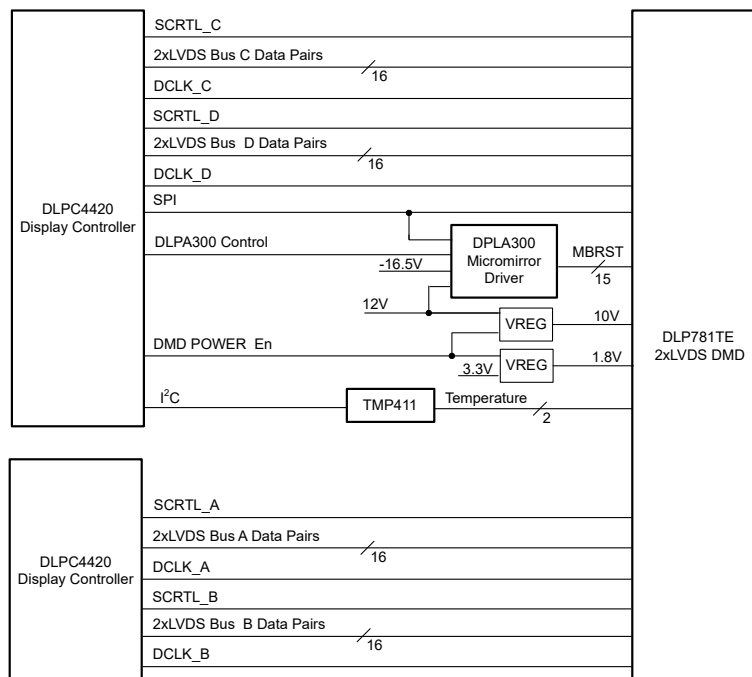 SCRTL_C
2xLVDS Bus C Data Pairs
16
DCLK_C
SCRTL_D
2xLVDS Bus  D Data Pairs
16
DCLK_D
SPI
DLPC4420
Display Controller
DLPA300 Control
-16.5V
DPLA300
Micromirror
Driver
MBRST
15
12V
VREG
10V
DMD POWER  En
3.3V
VREG
1.8V
DLP781TE
2xLVDS DMD
I²C
TMP411
Temperature
2
SCRTL_A
2xLVDS Bus A Data Pairs
16
DLPC4420
Display Controller
DCLK_A
SCRTL_B
2xLVDS Bus  B Data Pairs
16
DCLK_B